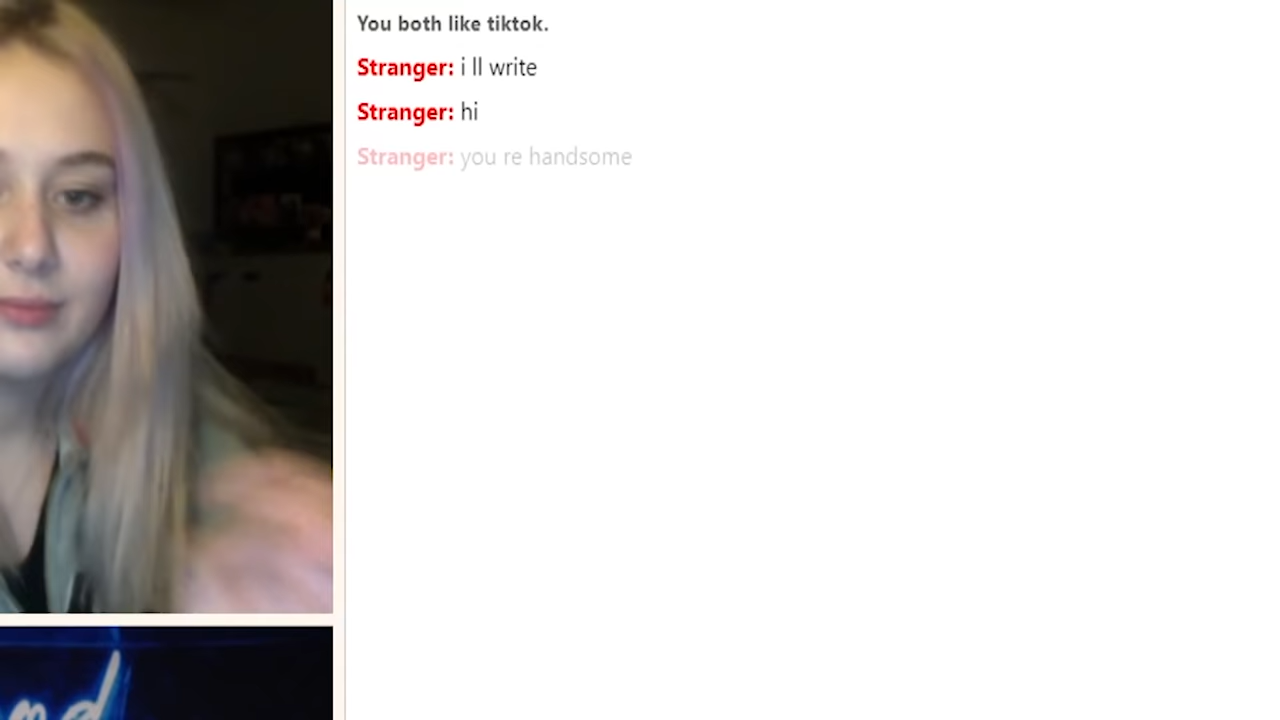 You both like tiktok.
Stranger: i ll write
Stranger: hi
Stranger: you re handsome